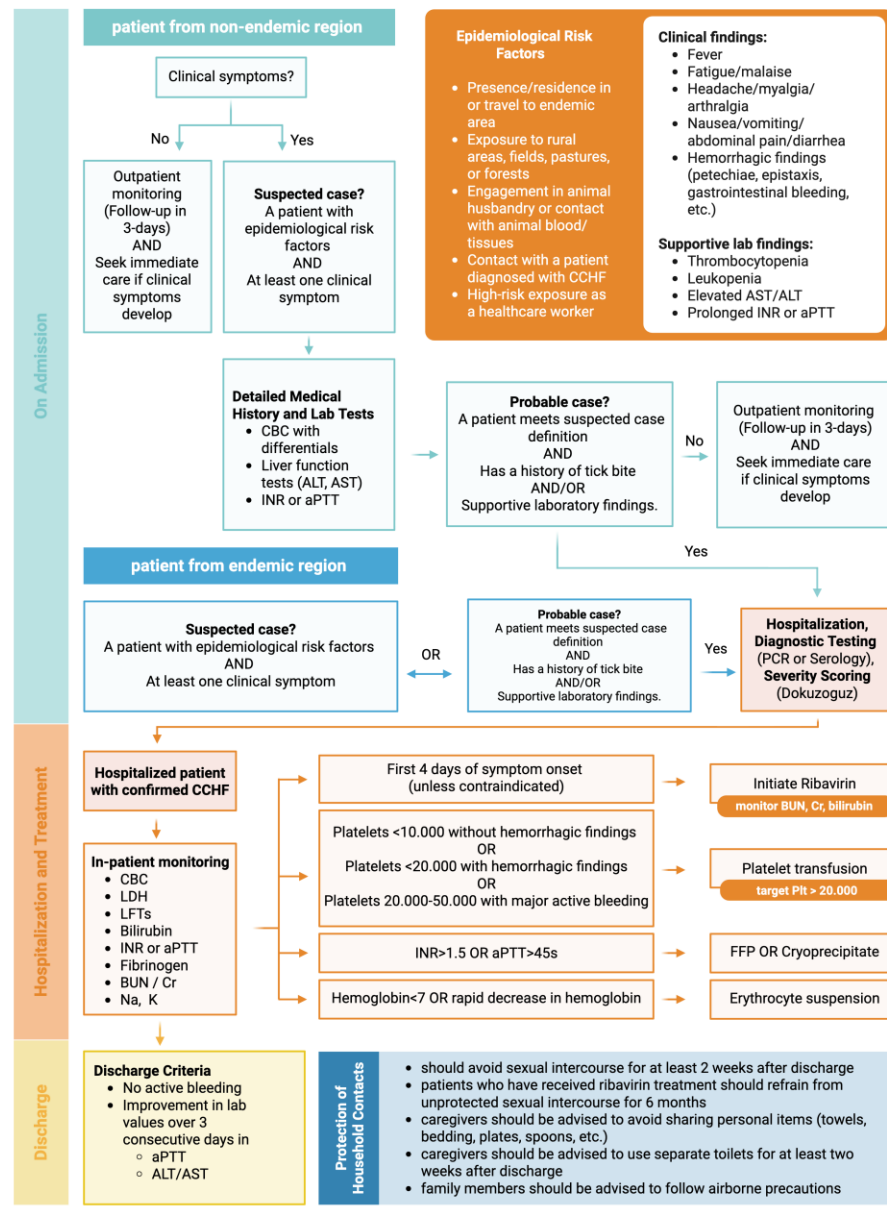 patient from non-endemic region
Clinical symptoms?
No
Yes
Outpatient
monitoring
(Follow-up in
3-days)
AND
Seek immediate
care if clinical
symptoms
develop
Suspected case?
A patient with
epidemiological risk
factors
AND
At least one clinical
symptom
Epidemiological Risk
Factors
• Presence/residence in
or travel to endemic
area
• Exposure to rural
areas, fields, pastures,
or forests
• Engagement in animal
husbandry or contact
with animal blood/
tissues
• Contact with a patient
diagnosed with CCHF
• High-risk exposure as
a healthcare worker
Clinical findings:
• Fever
• Fatigue/malaise
• Headache/myalgia/
arthralgia
• Nausea/vomiting/
abdominal pain/diarrhea
• Hemorrhagic findings
(petechiae, epistaxis,
gastrointestinal bleeding,
etc.)
Supportive lab findings:
• Thrombocytopenia
• Leukopenia
• Elevated AST/ALT
• Prolonged INR or aPTT
On Admission
Detailed Medical
History and Lab Tests
• CBC with
differentials
• Liver function
tests (ALT, AST)
• INR or aPTT
Probable case?
A patient meets suspected case
definition
AND
Has a history of tick bite
AND/OR
Supportive laboratory findings.
No
Outpatient monitoring
(Follow-up in 3-days)
AND
Seek immediate care
if clinical symptoms
develop
Yes
patient from endemic region
Suspected case?
A patient with epidemiological risk factors
AND
At least one clinical symptom
OR
Probable case?
A patient meets suspected case
definition
AND
Has a history of tick bite
AND/OR
Supportive laboratory findings.
Yes
Hospitalization,
Diagnostic Testing
(PCR or Serology),
Severity Scoring
(Dokuzoguz)
Hospitalization and Treatment
Hospitalized patient
with confirmed CCHF
In-patient monitoring
• CBC
• LDH
• LFTs
• Bilirubin
• INR or aPTT
• Fibrinogen
• BUN / Cr
• Na, K
First 4 days of symptom onset
(unless contraindicated)
Initiate Ribavirin
monitor BUN, Cr, bilirubin
Platelets <10.000 without hemorrhagic findings
OR
Platelets <20.000 with hemorrhagic findings
OR
Platelets 20.000-50.000 with major active bleeding
Platelet transfusion
target Plt > 20.000
INR>1.5 OR aPTT>45s
FFP OR Cryoprecipitate
Hemoglobin<7 OR rapid decrease in hemoglobin
Erythrocyte suspension
Discharge
Discharge Criteria
• No active bleeding
• Improvement in lab
values over 3
consecutive days in
○ aPTT
○ ALT/AST
Protection of
Household Contacts
• should avoid sexual intercourse for at least 2 weeks after discharge
• patients who have received ribavirin treatment should refrain from
unprotected sexual intercourse for 6 months
• caregivers should be advised to avoid sharing personal items (towels,
bedding, plates, spoons, etc.)
• caregivers should be advised to use separate toilets for at least two
weeks after discharge
• family members should be advised to follow airborne precautions